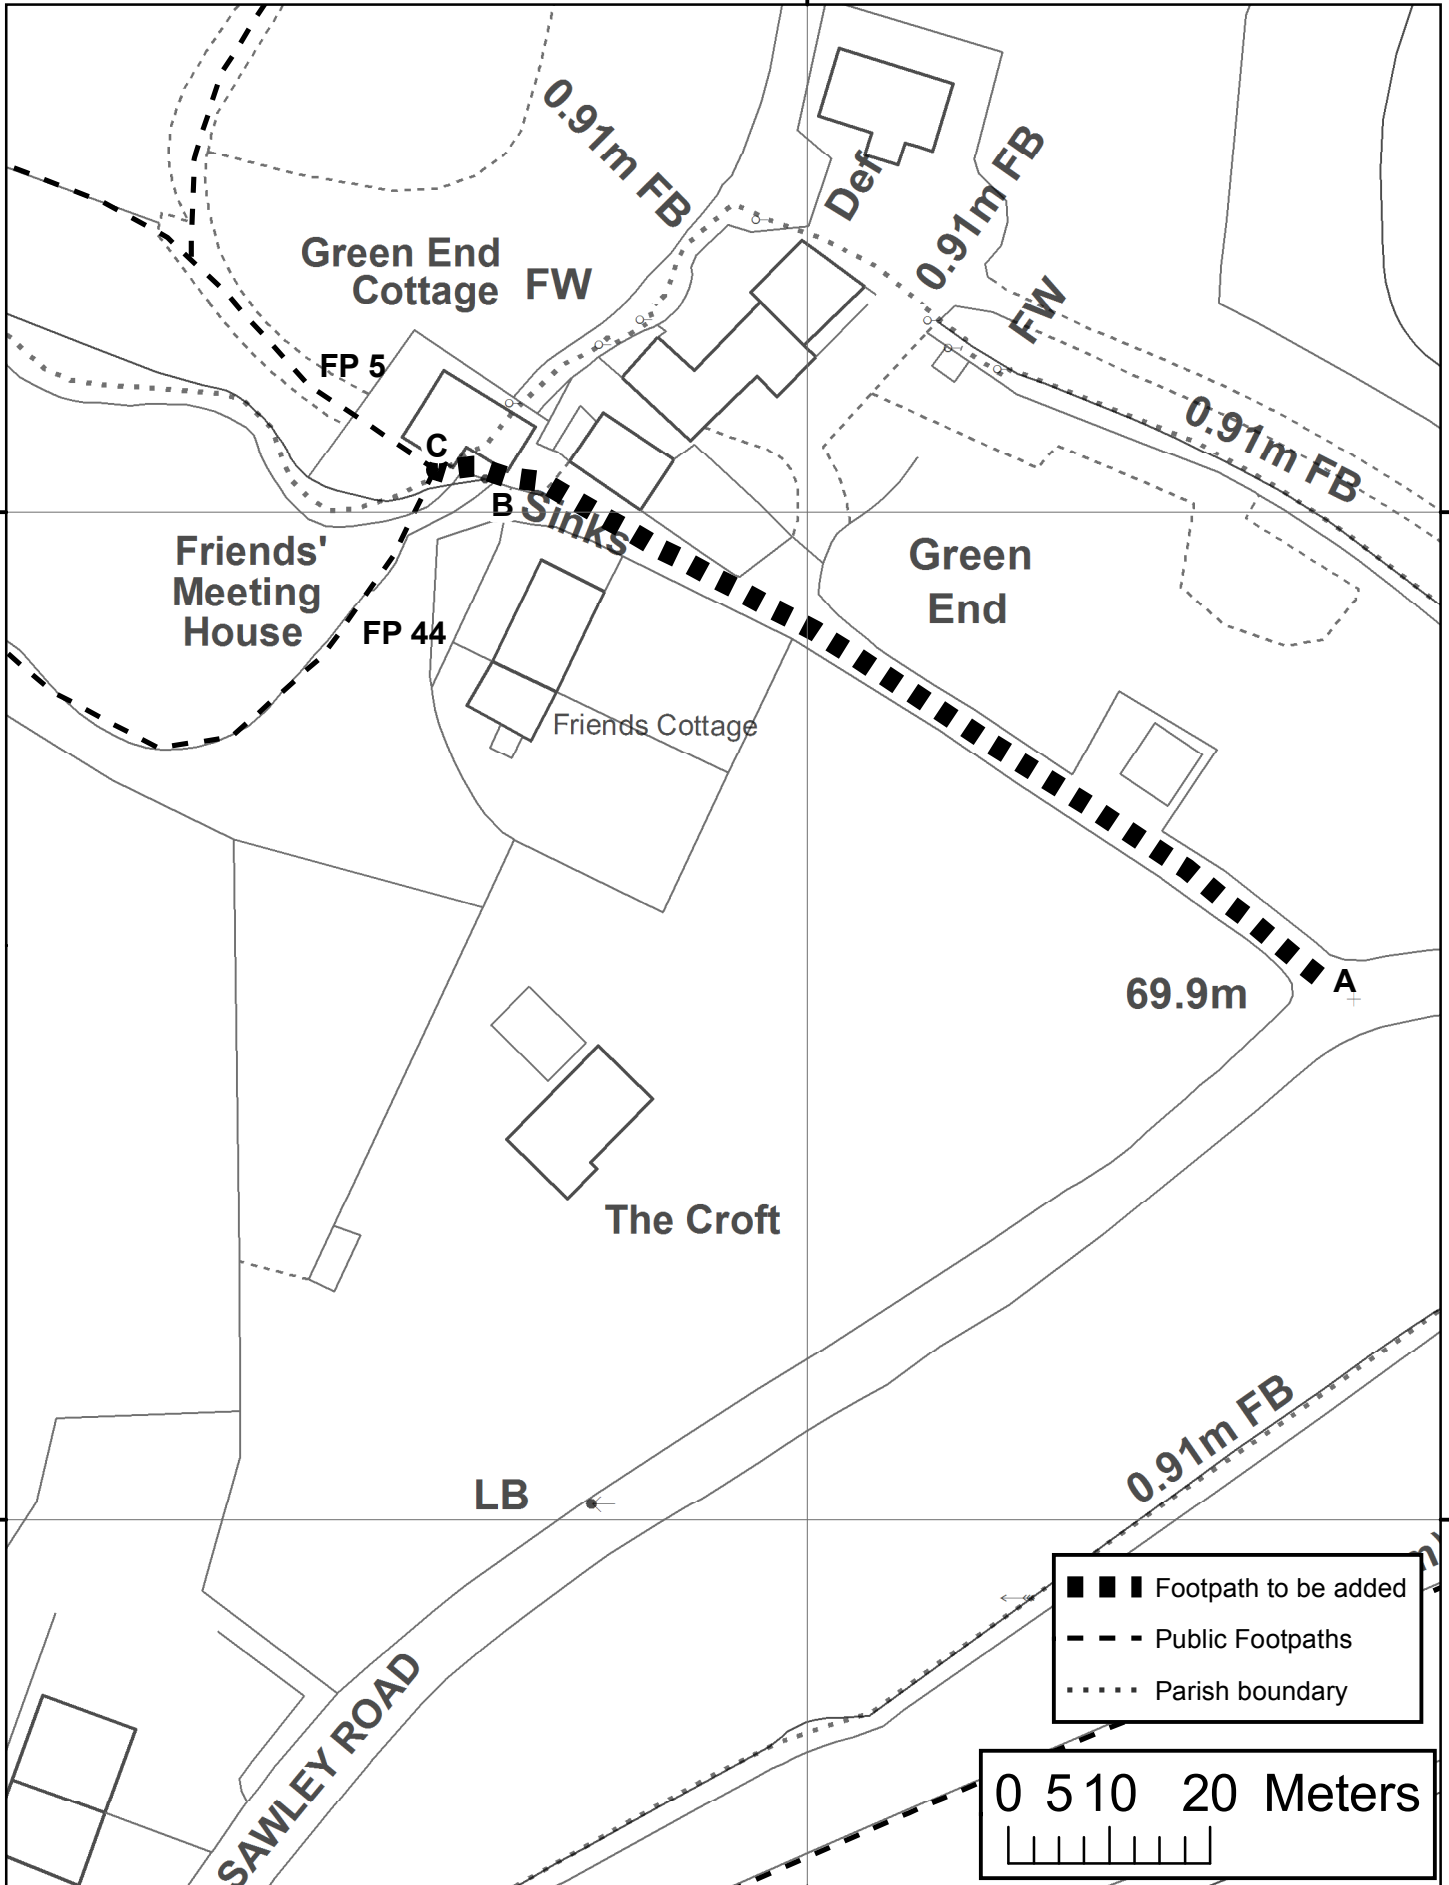 0.91m FB
Def
0.91m FB
Green End
Cottage
FW
FW
FP 5
C
0.91m FB
B
Sinks
Friends'
Meeting
House
Green
End
FP 44
Friends Cottage
A
69.9m
The Croft
0.91m FB
LB
SAWLEY ROAD
Footpath to be added
Public Footpaths
Parish boundary
0 5 10 20 Meters